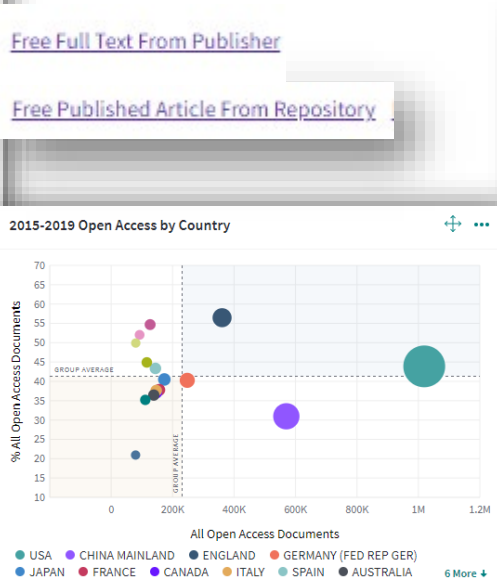 Free Full Text From Publisher
Free Published Article From Repository
2015-2019 Open Access by Country
% All Open Access Documents
70
65
60
55
50
45
40
35
30
25
20
15
10
GROUP AVERAGE
GROUP AVERAGE
0
200K
400K
600K
800K
1M
1.2M
All Open Access Documents
USA CHINA MAINLAND ENGLAND GERMANY (FED REP GER)
JAPAN FRANCE CANADA ITALY SPAIN AUSTRALIA
6 More